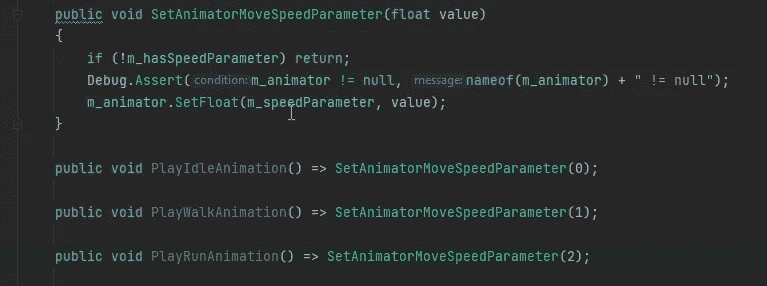 public void SetAnimatorMoveSpeedParameter(float value)
{
if (!m_hasSpeedParameter) return;
Debug.Assert( condition: m_animator != null, message: nameof(m_animator) + " != null");
m_animator.SetFloat(m_speedParameter, value);
}
public void PlayIdleAnimation() => SetAnimatorMoveSpeedParameter(0);
public void PlayWalkAnimation() => SetAnimatorMoveSpeedParameter(1);
public void PlayRunAnimation() => SetAnimatorMoveSpeedParameter(2);